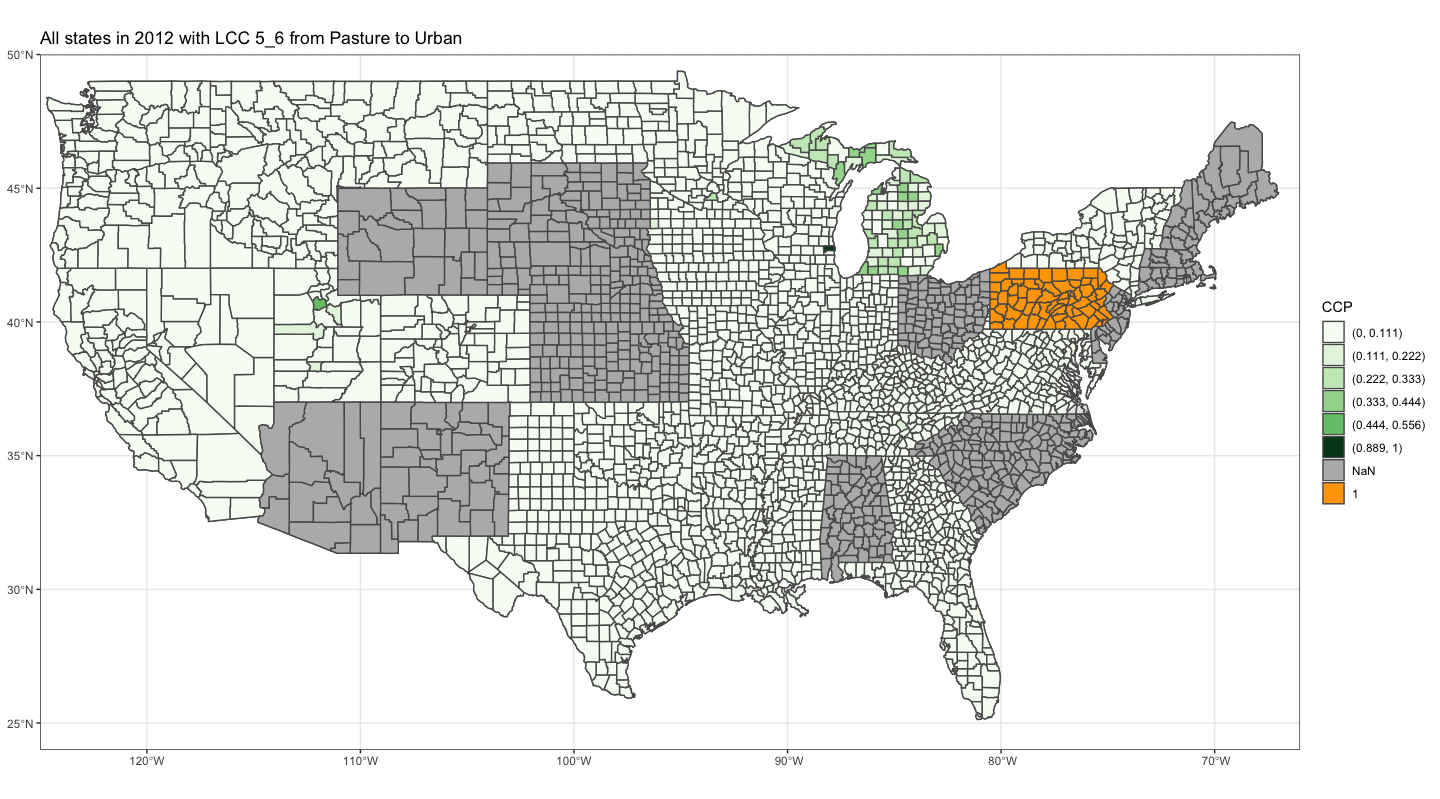 All states in 2012 with LCC 5_6 from Pasture to Urban
50°N
45°N
40°N
35°N
30°N
25°N
120°W
110°W
100°W
90°W
80°W
70°W
CCP
(0, 0.111)
(0.111, 0.222)
(0.222, 0.333)
(0.333, 0.444)
(0.444, 0.556)
(0.889, 1)
NaN
1